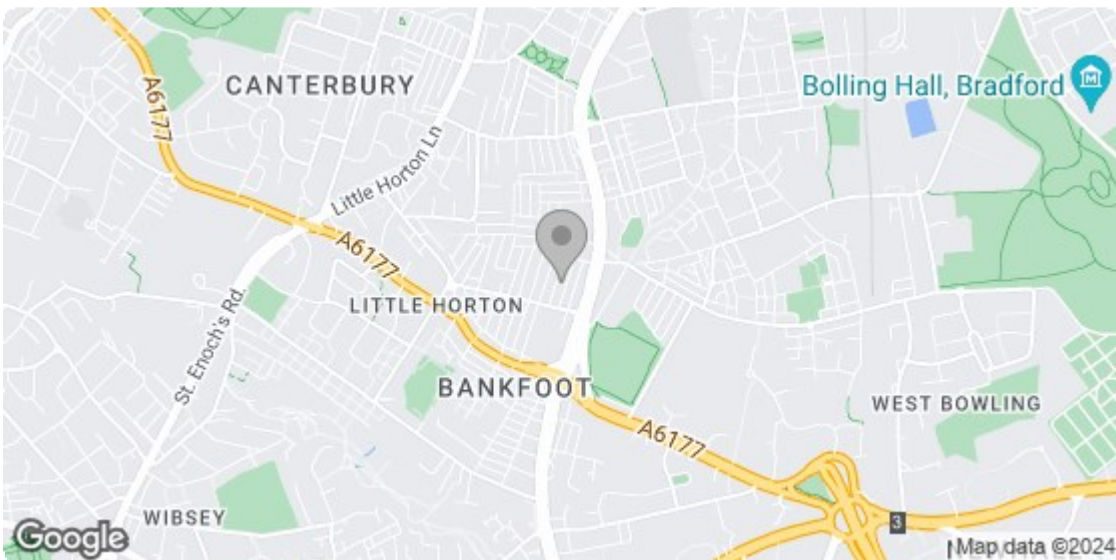 CANTERBURY
Bolling Hall, Bradford
A6177
Little Horton Ln
A6177
LITTLE HORTON
St. Enoch's Rd.
BANKFOOT
WEST BOWLING
A6177
WIBSEY
3
Google
Map data ©2024